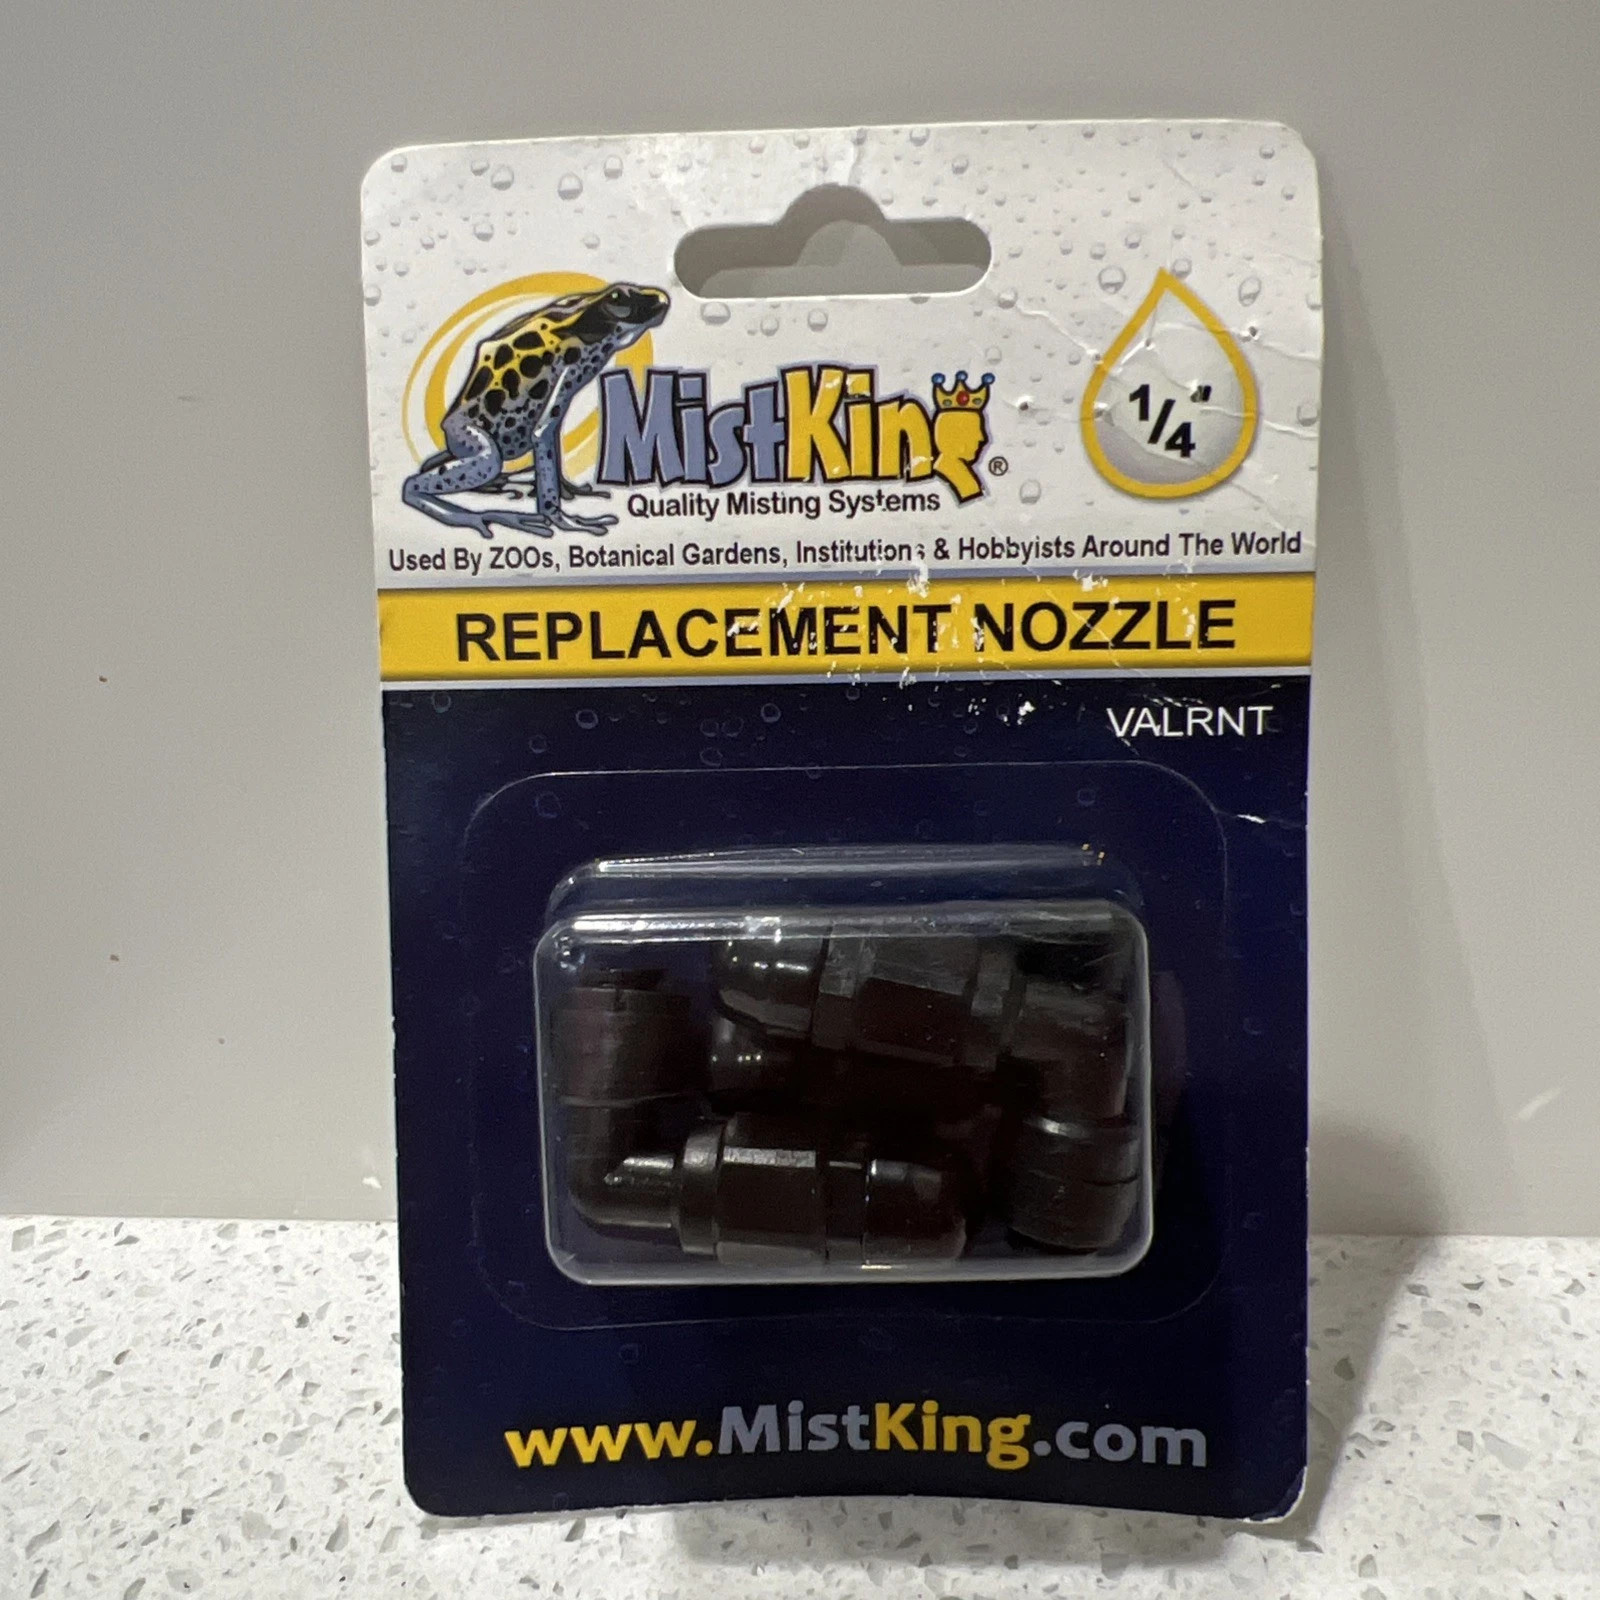 MistKing®
1/4"
Quality Misting Systems
Used By ZOOs, Botanical Gardens, Institutions & Hobbyists Around The World
REPLACEMENT NOZZLE
VALRNT
www.MistKing.com